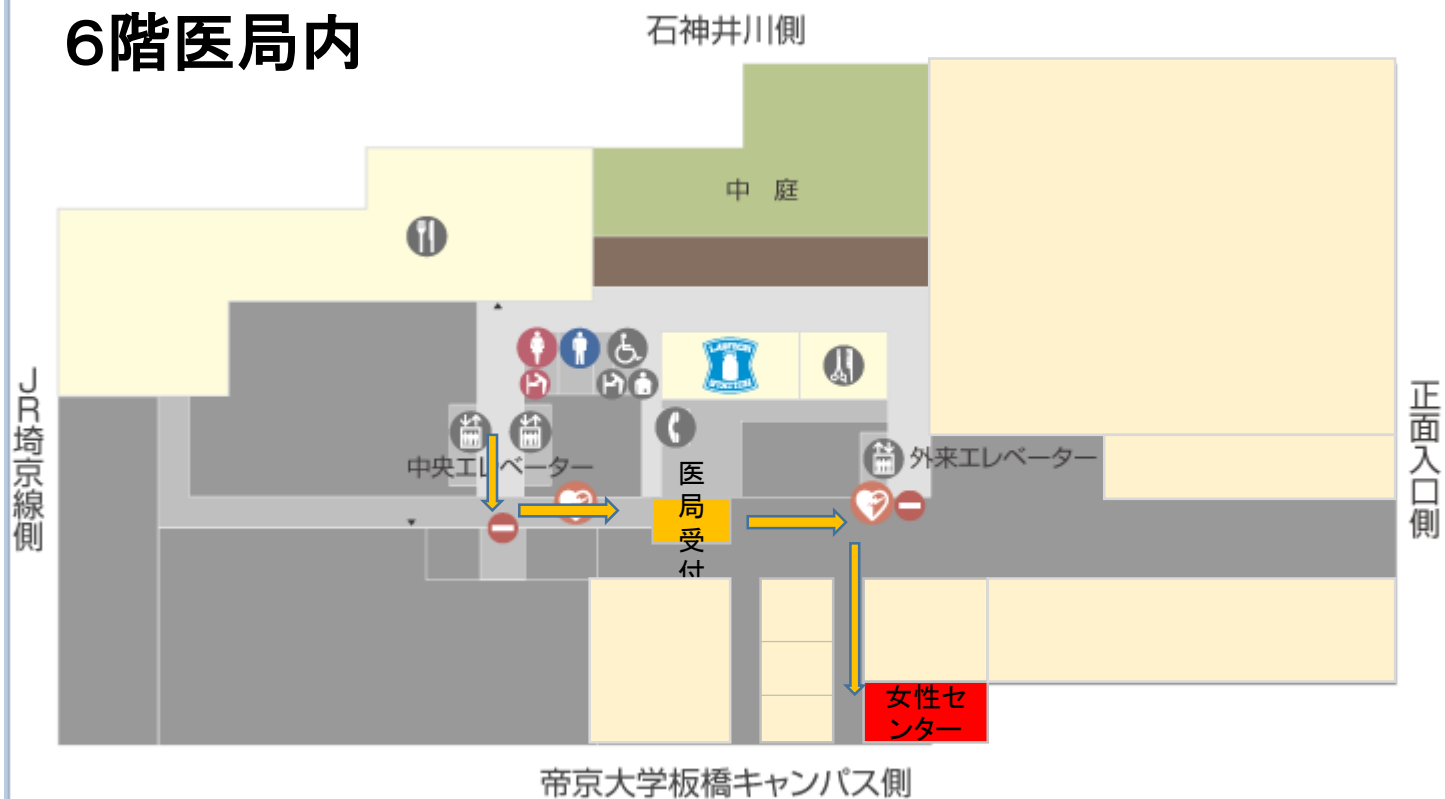 6階医局内
石神井川側
中 庭
JR埼京線側
正面入口側
LAWSON
STATION
中央エレベーター
外来エレベーター
医局受付
女性セ
ンター
帝京大学板橋キャンパス側